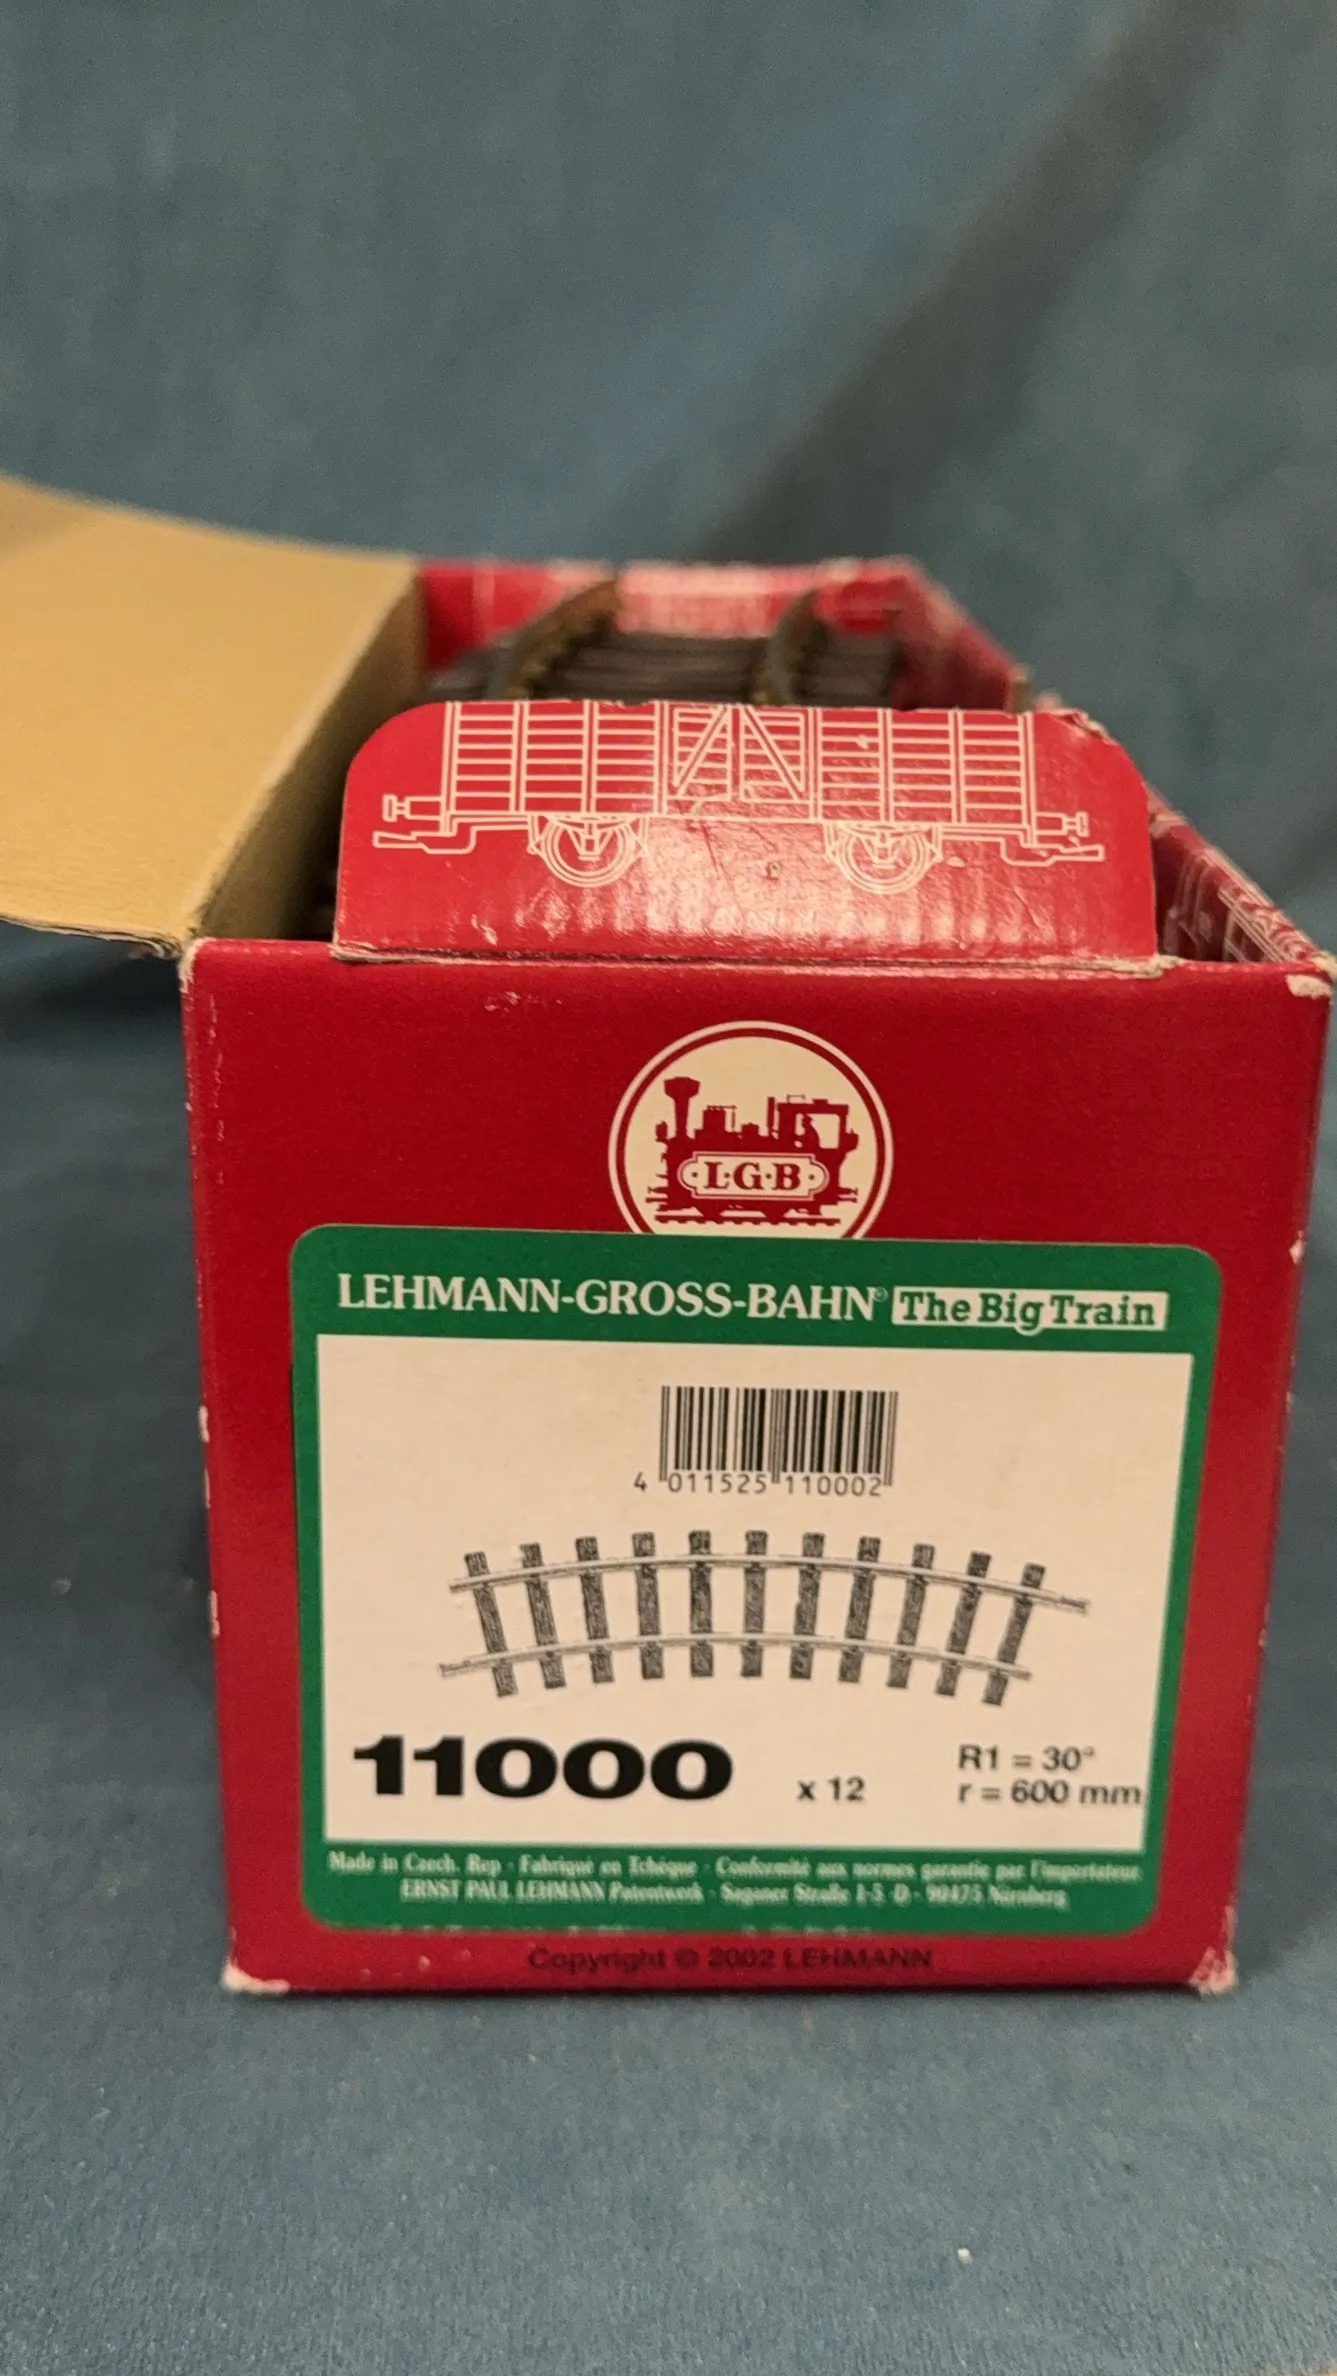 L·G·B
LEHMANN-GROSS-BAHN® The Big Train
4 011525 110002
11000 x 12 R1 = 30°
r = 600 mm
Made in Czech. Rep · Fabriqué en Tchéque · Conformité aux normes garantie par l'importateur
ERNST PAUL LEHMANN Patentwerk · Saganer Straße 1-5 · D - 90475 Nürnberg
Copyright © 2002 LEHMANN